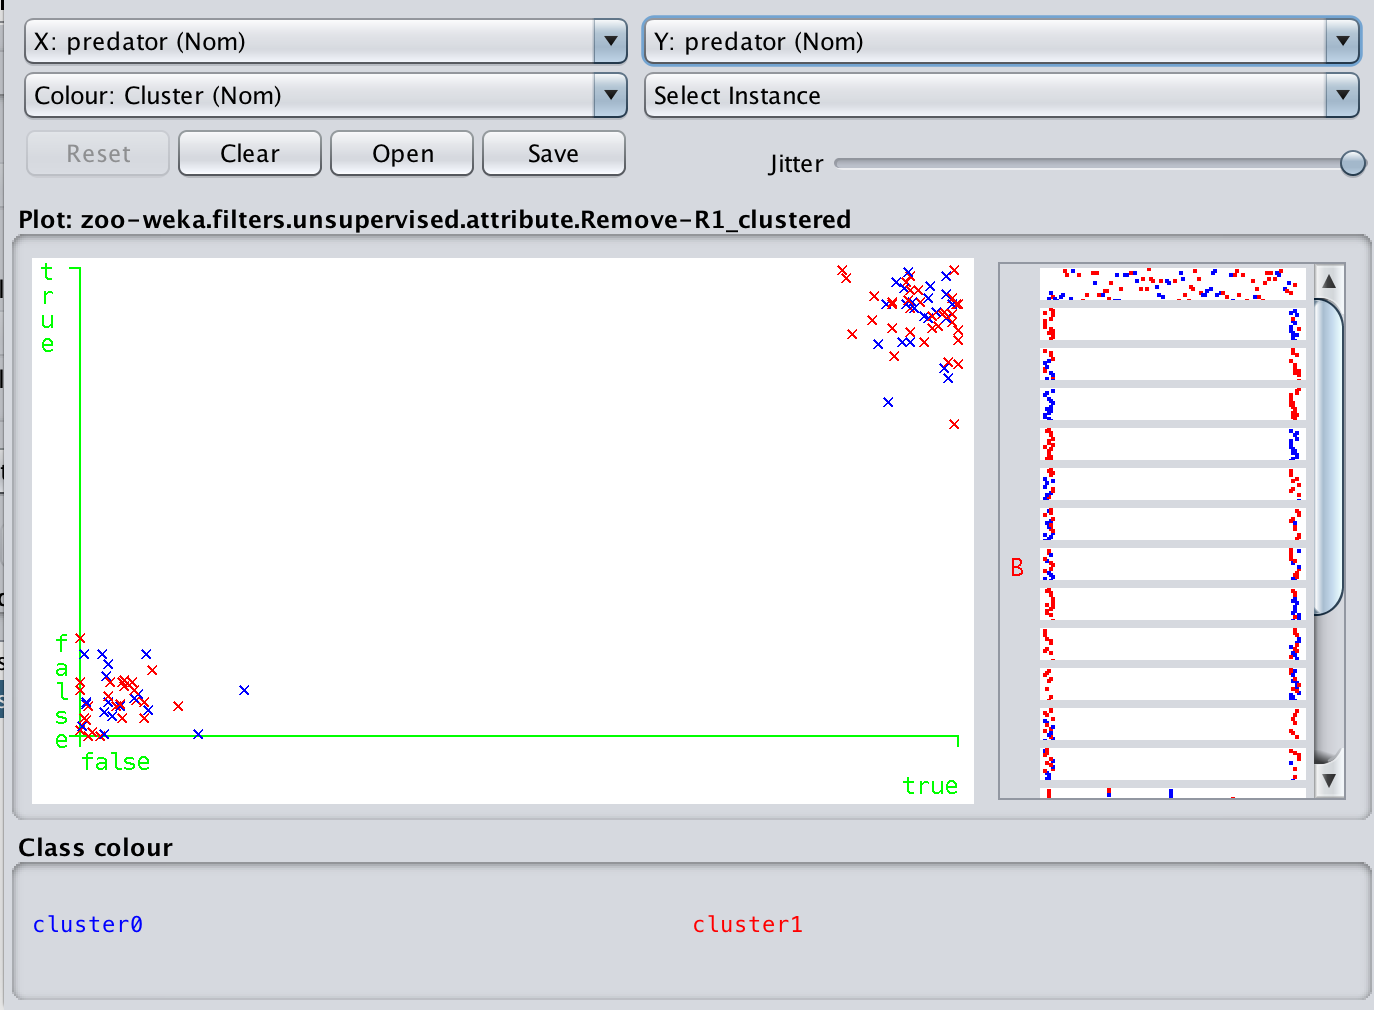 X: predator (Nom)
Y: predator (Nom)
Colour: Cluster (Nom)
Select Instance
Reset
Clear
Open
Save
Jitter
Plot: zoo-weka.filters.unsupervised.attribute.Remove-R1_clustered
true
false
false
true
B
Class colour
cluster0
cluster1